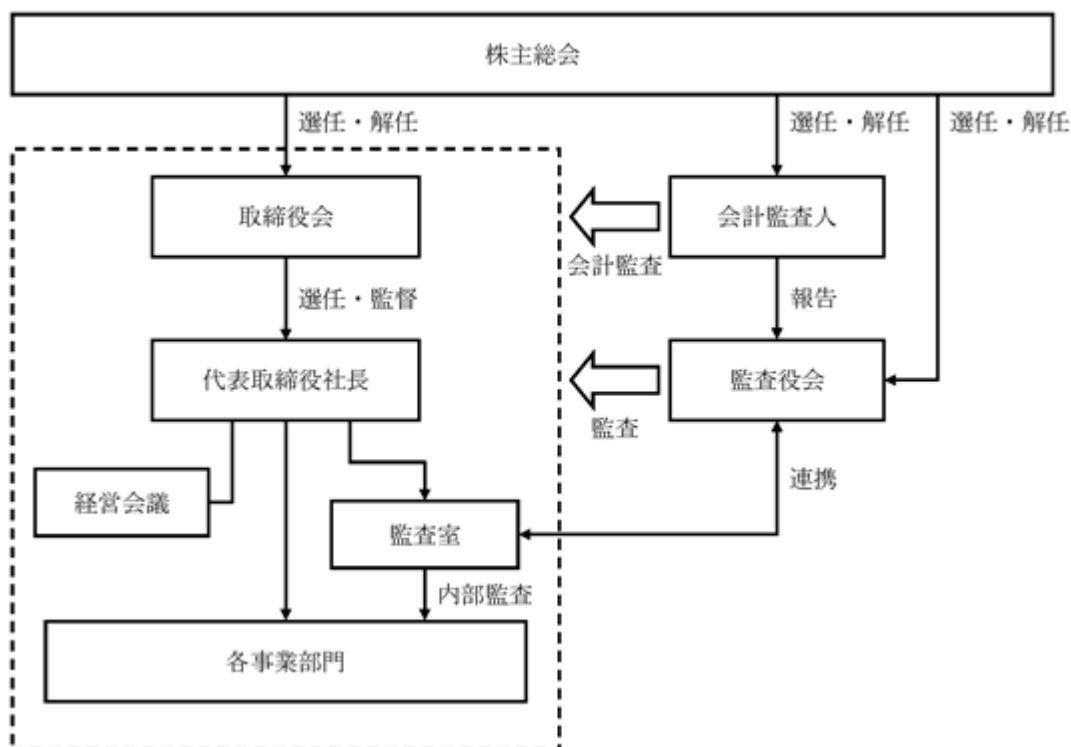 株主総会
選任・解任
選任・解任
選任・解任
取締役会
会計監査人
会計監査
選任・監督
報告
代表取締役社長
監査役会
監査
経営会議
連携
監査室
内部監査
各事業部門